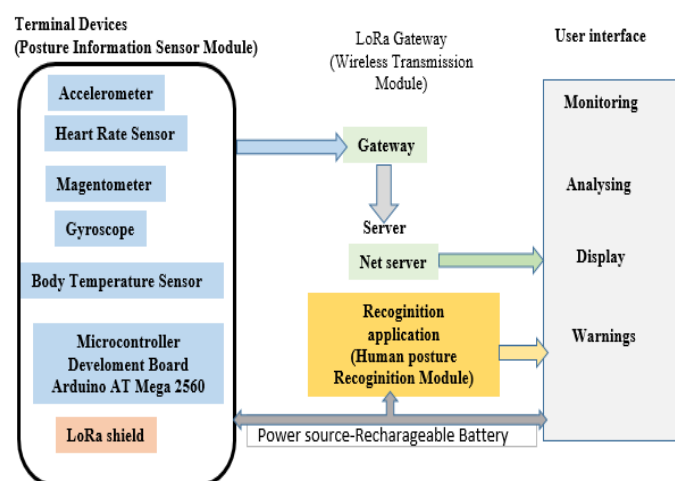 Terminal Devices
(Posture Information Sensor Module)
Accelerometer
Heart Rate Sensor
Magentometer
Gyroscope
Body Temperature Sensor
Microcontroller
Develoment Board
Arduino AT Mega 2560
LoRa shield
LoRa Gateway
(Wireless Transmission
Module)
Gateway
Server
Net server
Recoginition
application
(Human posture
Recoginition Module)
Power source-Recharageable Battery
User interface
Monitoring
Analysing
Display
Warnings